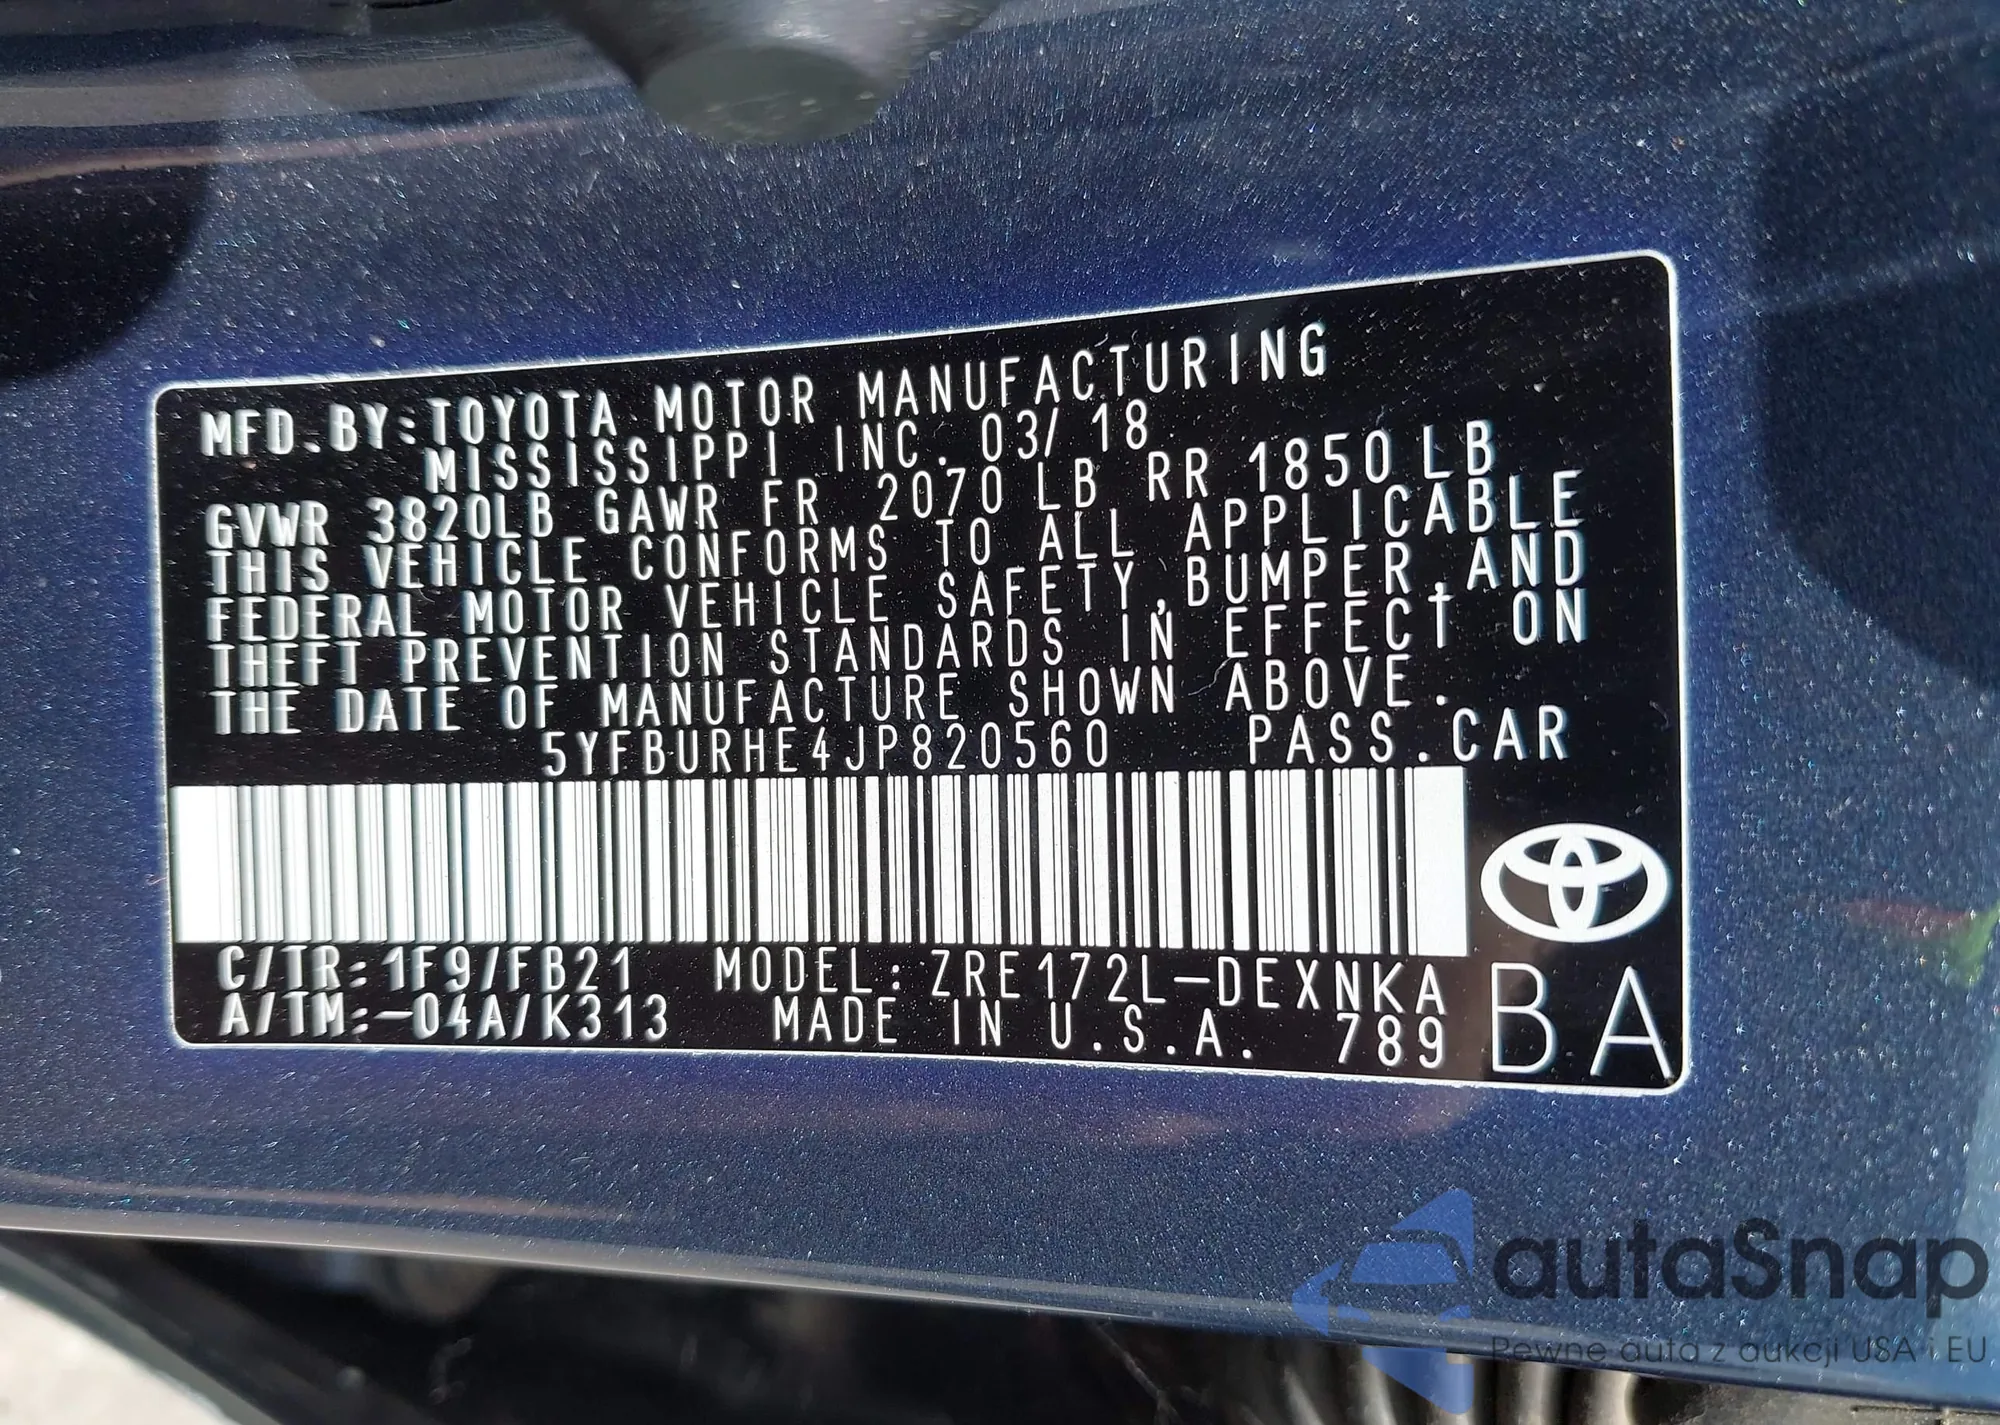 MFD.BY:TOYOTA MOTOR MANUFACTURING
MISSISSIPPI INC. 03/18
GVWR 3820LB GAWR FR 2070LB RR 1850LB
THIS VEHICLE CONFORMS TO ALL APPLICABLE
FEDERAL MOTOR VEHICLE SAFETY,BUMPER,AND
THEFT PREVENTION STANDARDS IN EFFECT ON
THE DATE OF MANUFACTURE SHOWN ABOVE.
5YFBURHE4JP820560 PASS.CAR
C/TR:1F9/FB21 MODEL:ZRE172L-DEXNKA
A/TM:-04A/K313 MADE IN U.S.A. 789
BA
autaSnap
Pewne auta z aukcji USA i EU